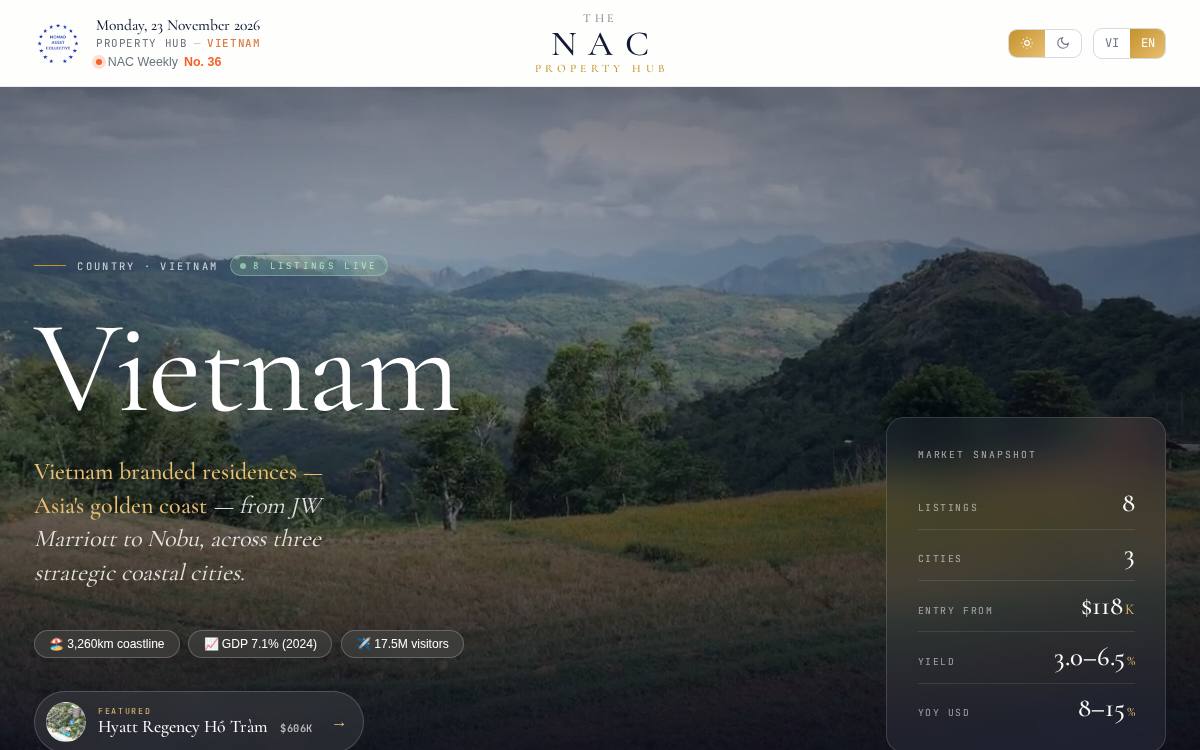 NOMAD
ASSET
COLLECTIVE
Monday, 23 November 2026
PROPERTY HUB — VIETNAM
NAC Weekly No. 36
THE
NAC
PROPERTY HUB
VI EN
COUNTRY · VIETNAM
8 LISTINGS LIVE
Vietnam
Vietnam branded residences —
Asia's golden coast — from JW
Marriott to Nobu, across three
strategic coastal cities.
🏖️ 3,260km coastline
📈 GDP 7.1% (2024)
✈️ 17.5M visitors
FEATURED
Hyatt Regency Hồ Tràm $606K →
MARKET SNAPSHOT
LISTINGS 8
CITIES 3
ENTRY FROM $118K
YIELD 3.0–6.5%
YOY USD 8–15%